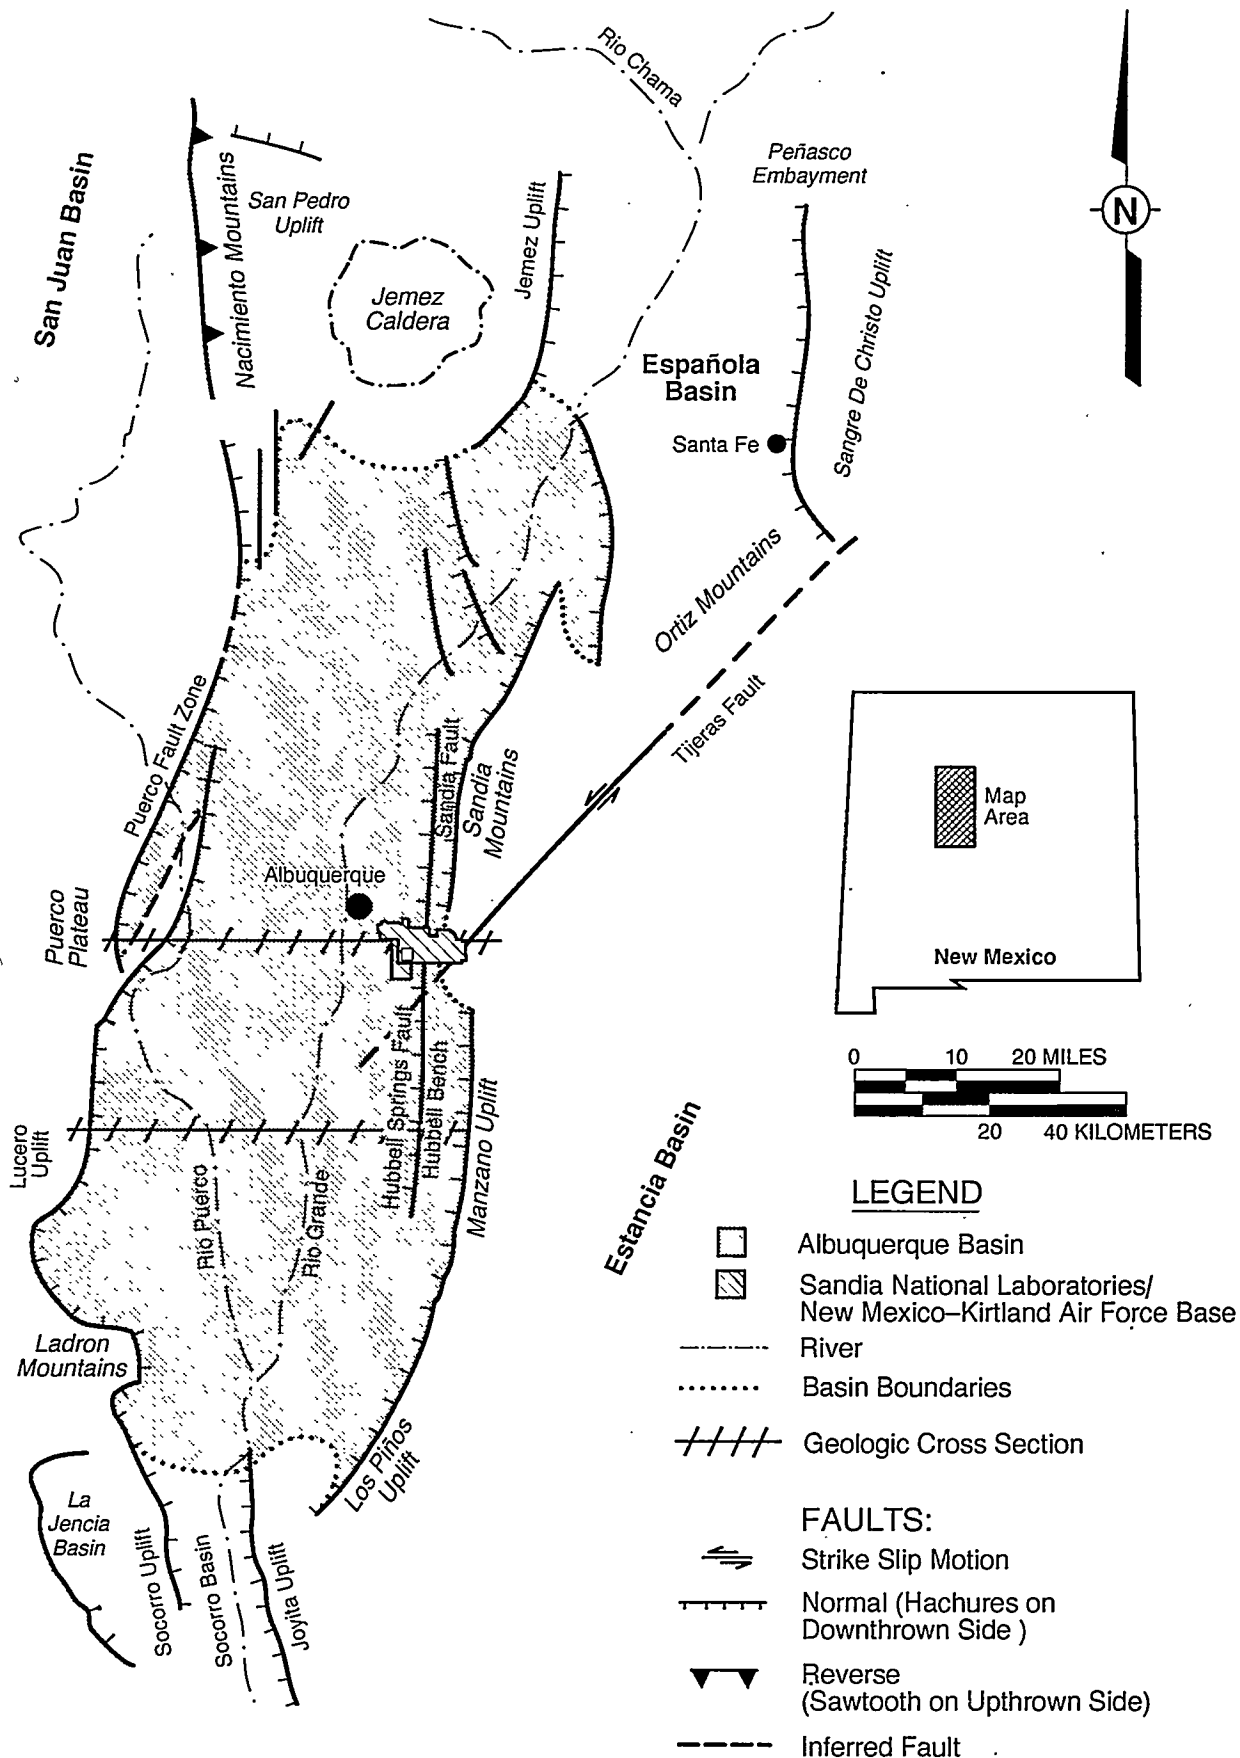 Rio Chama
N
Peñasco
Embayment
San Juan Basin
Nacimiento Mountains
San Pedro
Uplift
Jemez Uplift
Jemez
Caldera
Sangre De Christo Uplift
Española
Basin
Santa Fe
Ortiz Mountains
Tijeras Fault
Puerco Fault Zone
Sandia Fault
Sandia
Mountains
Albuquerque
Puerco
Plateau
Map
Area
New Mexico
0 10 20 MILES
20 40 KILOMETERS
Hubbell Springs Fault
Hubbell Bench
Manzano Uplift
Estancia Basin
Lucero
Uplift
Rio Puerco
Rio Grande
Ladron
Mountains
Los Piños
Uplift
La
Jencia
Basin
Socorro Uplift
Socorro Basin
Joyita Uplift
LEGEND
Albuquerque Basin
Sandia National Laboratories/
New Mexico–Kirtland Air Force Base
River
Basin Boundaries
Geologic Cross Section
FAULTS:
Strike Slip Motion
Normal (Hachures on
Downthrown Side )
Reverse
(Sawtooth on Upthrown Side)
Inferred Fault